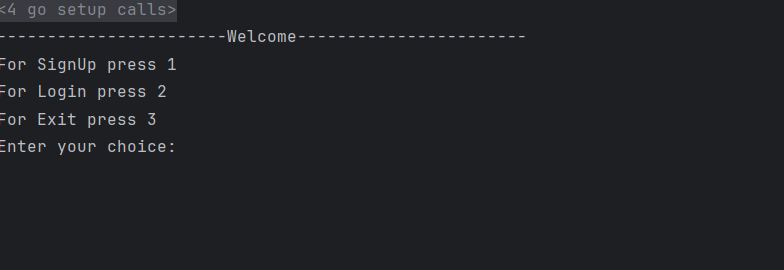 <4 go setup calls>
-----------------------Welcome-----------------------
For SignUp press 1
For Login press 2
For Exit press 3
Enter your choice: